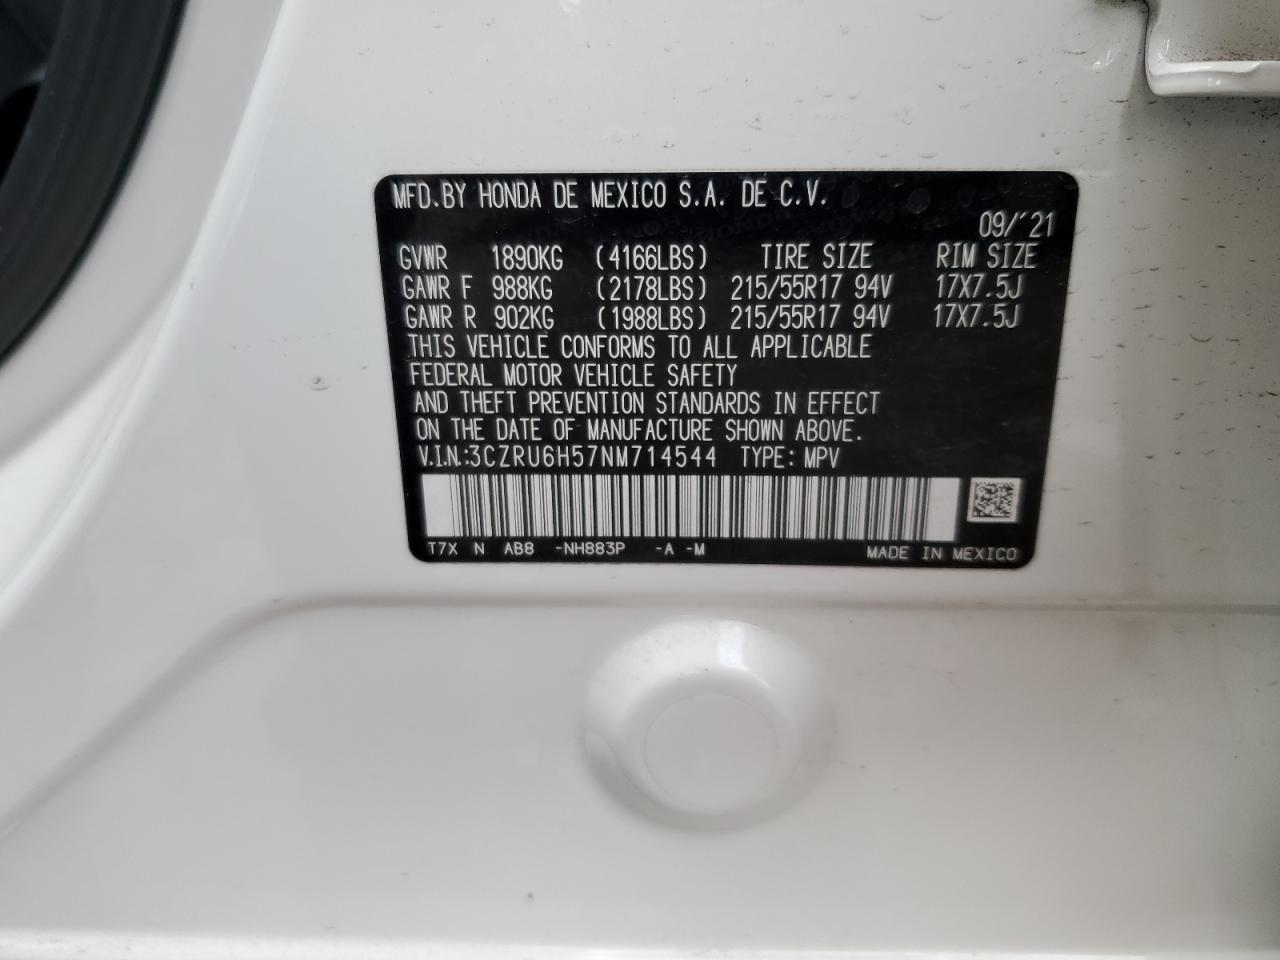 MFD.BY HONDA DE MEXICO S.A. DE C.V.
09/'21
GVWR 1890KG (4166LBS) TIRE SIZE RIM SIZE
GAWR F 988KG (2178LBS) 215/55R17 94V 17X7.5J
GAWR R 902KG (1988LBS) 215/55R17 94V 17X7.5J
THIS VEHICLE CONFORMS TO ALL APPLICABLE
FEDERAL MOTOR VEHICLE SAFETY
AND THEFT PREVENTION STANDARDS IN EFFECT
ON THE DATE OF MANUFACTURE SHOWN ABOVE.
V.I.N.:3CZRU6H57NM714544 TYPE: MPV
T7X N AB8 -NH883P -A -M MADE IN MEXICO